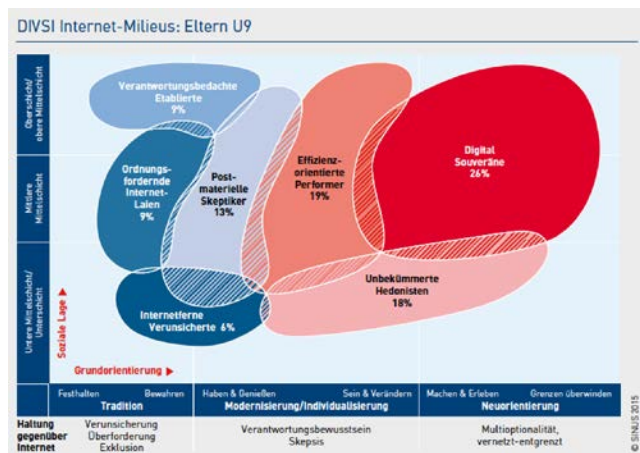 DIVSI Internet-Milieus: Eltern U9
Oberschicht/
obere Mittelschicht
Mittlere
Mittelschicht
Untere Mittelschicht/
Unterschicht
Soziale Lage ▶
Verantwortungsbedachte
Etablierte
9%
Ordnungs-
fordernde
Internet-
Laien
9%
Post-
materielle
Skeptiker
13%
Effizienz-
orientierte
Performer
19%
Digital
Souveräne
26%
Unbekümmerte
Hedonisten
18%
Internetferne
Verunsicherte 6%
Grundorientierung ▶
Festhalten Bewahren Haben & Genießen Sein & Verändern Machen & Erleben Grenzen überwinden
Tradition Modernisierung/Individualisierung Neuorientierung
Haltung
gegenüber
Internet
Verunsicherung
Überforderung
Exklusion
Verantwortungsbewusstsein
Skepsis
Multioptionalität,
vernetzt-entgrenzt
© SINUS 2015